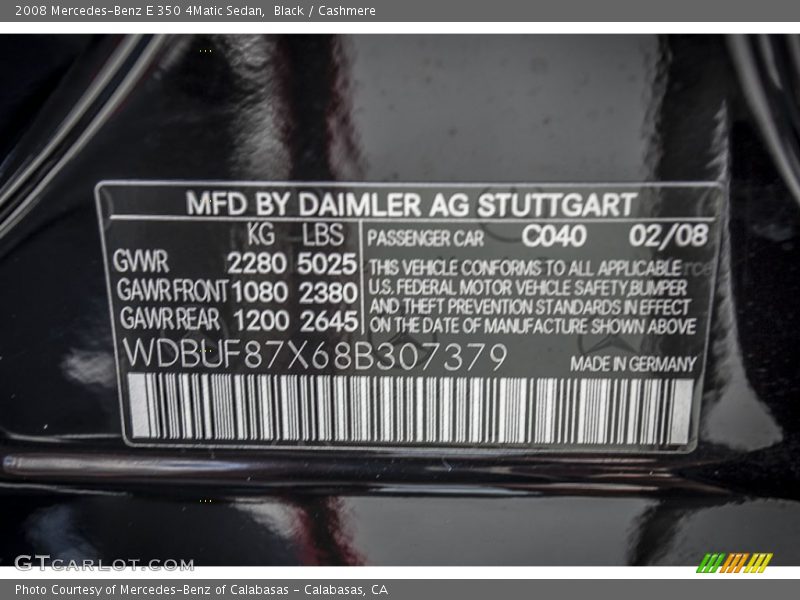 2008 Mercedes-Benz E 350 4Matic Sedan, Black / Cashmere
MFD BY DAIMLER AG STUTTGART
KG LBS
GVWR 2280 5025
GAWR FRONT 1080 2380
GAWR REAR 1200 2645
PASSENGER CAR C040 02/08
THIS VEHICLE CONFORMS TO ALL APPLICABLE
U.S. FEDERAL MOTOR VEHICLE SAFETY, BUMPER
AND THEFT PREVENTION STANDARDS IN EFFECT
ON THE DATE OF MANUFACTURE SHOWN ABOVE
WDBUF87X68B307379
MADE IN GERMANY
GTCARLOT.COM
Photo Courtesy of Mercedes-Benz of Calabasas - Calabasas, CA